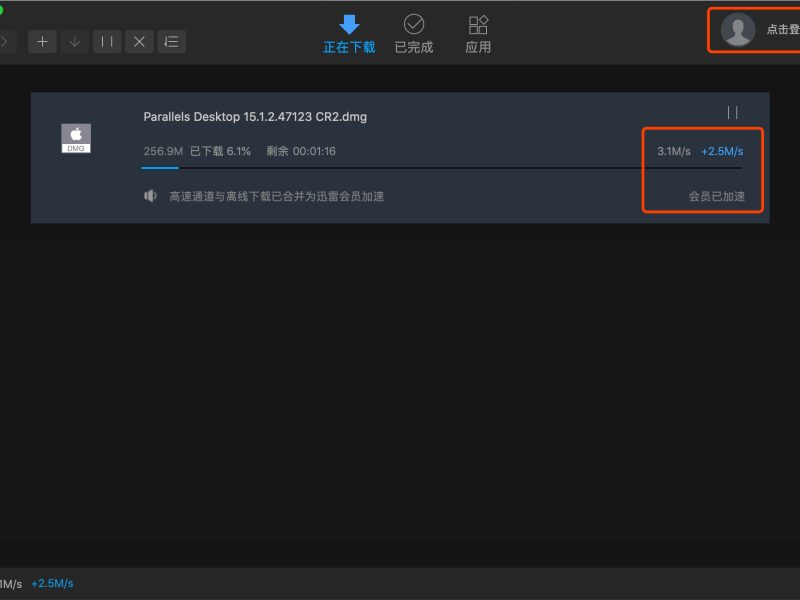 正在下载 已完成 应用 点击登
Parallels Desktop 15.1.2.47123 CR2.dmg
DMG
256.9M 已下载 6.1% 剩余 00:01:16 3.1M/s +2.5M/s
高速通道与离线下载已合并为迅雷会员加速 会员已加速
1M/s +2.5M/s